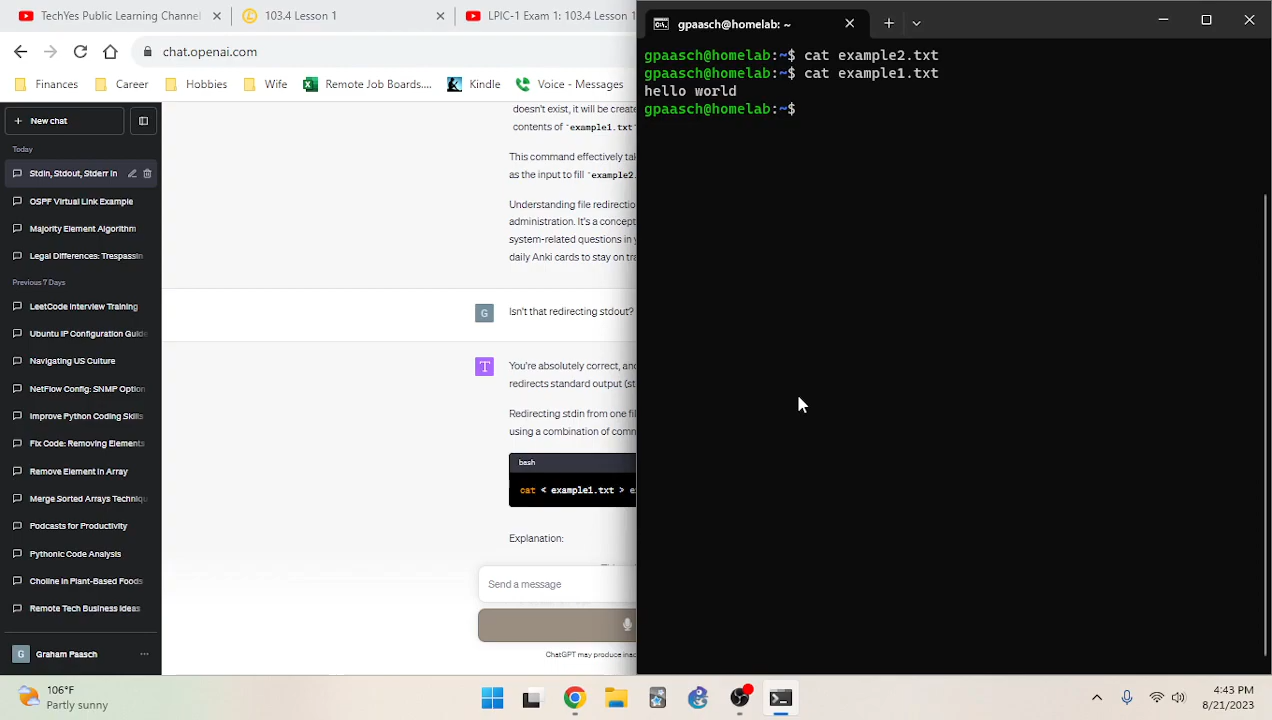 TechYes Public Learning Channel
103.4 Lesson 1
LPIC-1 Exam 1: 103.4 Lesson 1
gpaasch@homelab: ~
chat.openai.com
Finances
Career
Hobbies
Wife
Remote Job Boards....
Kindle
Voice - Messages
New chat
Today
Stdin, Stdout, Stderr In
OSPF Virtual Link Example
Majority Element Algorithm
Legal Differences: Trespassin
Previous 7 Days
LeetCode Interview Training
Ubuntu IP Configuration Guide
Navigating US Culture
NetFlow Config: SNMP Option
Improve Python Coding Skills
Fix Code: Removing Elements
Remove Element in Array
Merge Sorted Arrays Techniqu
Podcasts for Productivity
Pythonic Code Analysis
Choline in Plant-Based Foods
Remote Tech Business Ideas
Graham Paasch
doesn't exist, it will be create
contents of `example1.txt`
This command effectively tak
as the input to fill `example2.
Understanding file redirectio
administration. It's a concept
system-related questions in y
daily Anki cards to stay on tra
G
Isn't that redirecting stdout?
T
You're absolutely correct, an
redirects standard output (st
Redirecting stdin from one fil
using a combination of comn
bash
cat < example1.txt > e
Explanation:
Send a message
ChatGPT may produce inac
gpaasch@homelab:~$ cat example2.txt
gpaasch@homelab:~$ cat example1.txt
hello world
gpaasch@homelab:~$
106°F
Partly sunny
4:43 PM
8/21/2023